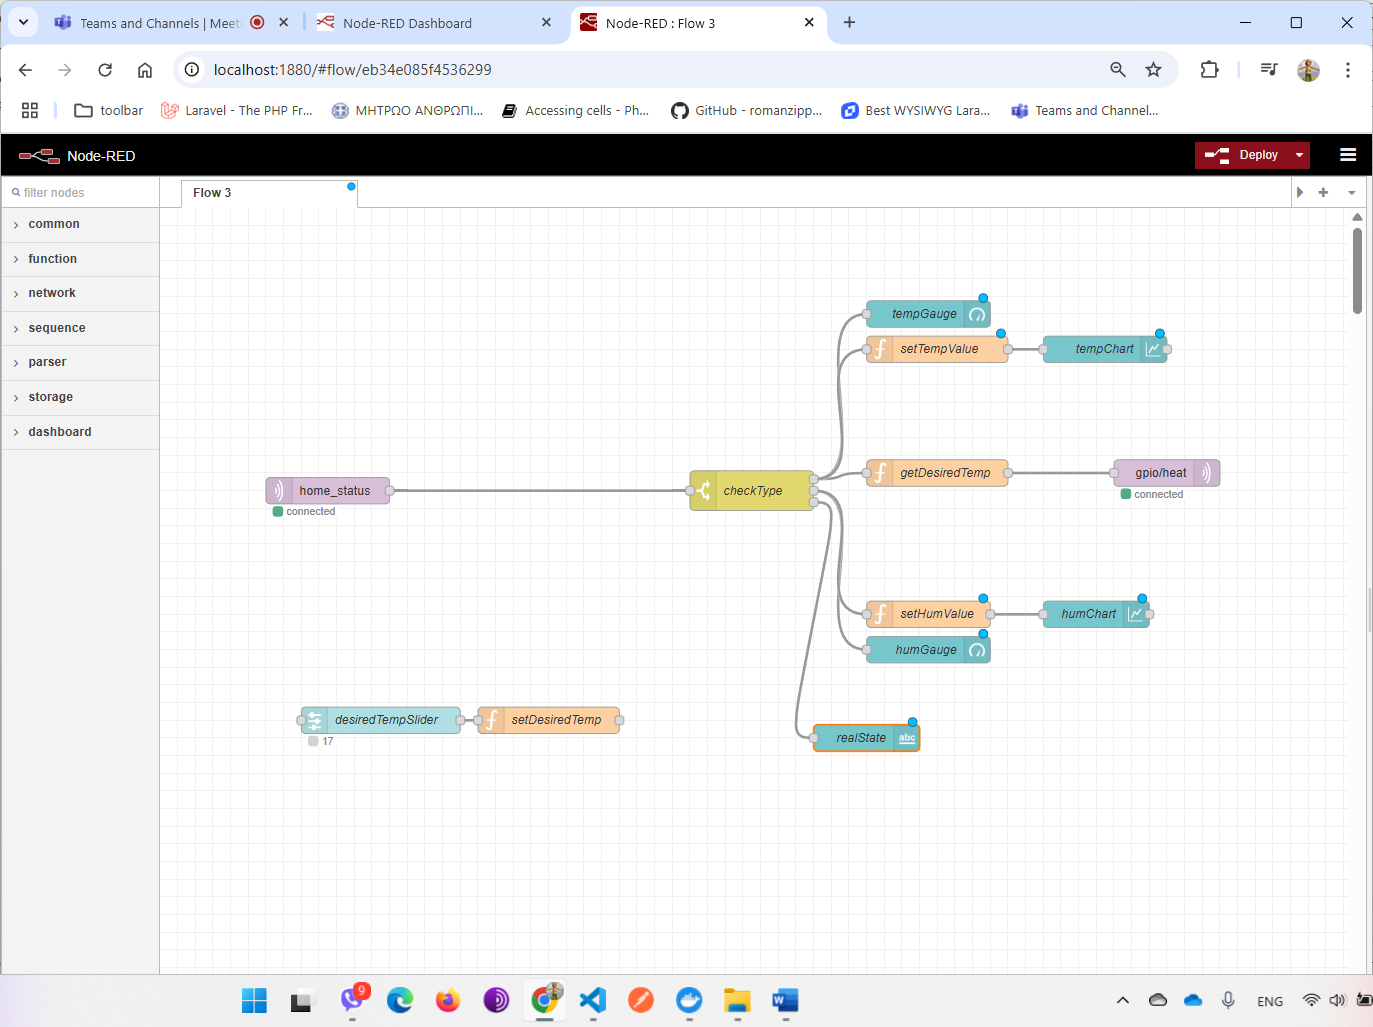 Teams and Channels | Meeti
Node-RED Dashboard
Node-RED : Flow 3
localhost:1880/#flow/eb34e085f4536299
toolbar
Laravel - The PHP Fr...
ΜΗΤΡΩΟ ΑΝΘΡΩΠΙ...
Accessing cells - Ph...
GitHub - romanzipp...
Best WYSIWYG Lara...
Teams and Channel...
Node-RED
Deploy
filter nodes
Flow 3
common
function
network
sequence
parser
storage
dashboard
tempGauge
setTempValue
tempChart
getDesiredTemp
gpio/heat
connected
home_status
connected
checkType
setHumValue
humChart
humGauge
desiredTempSlider
17
setDesiredTemp
realState
abc
9
W
ENG